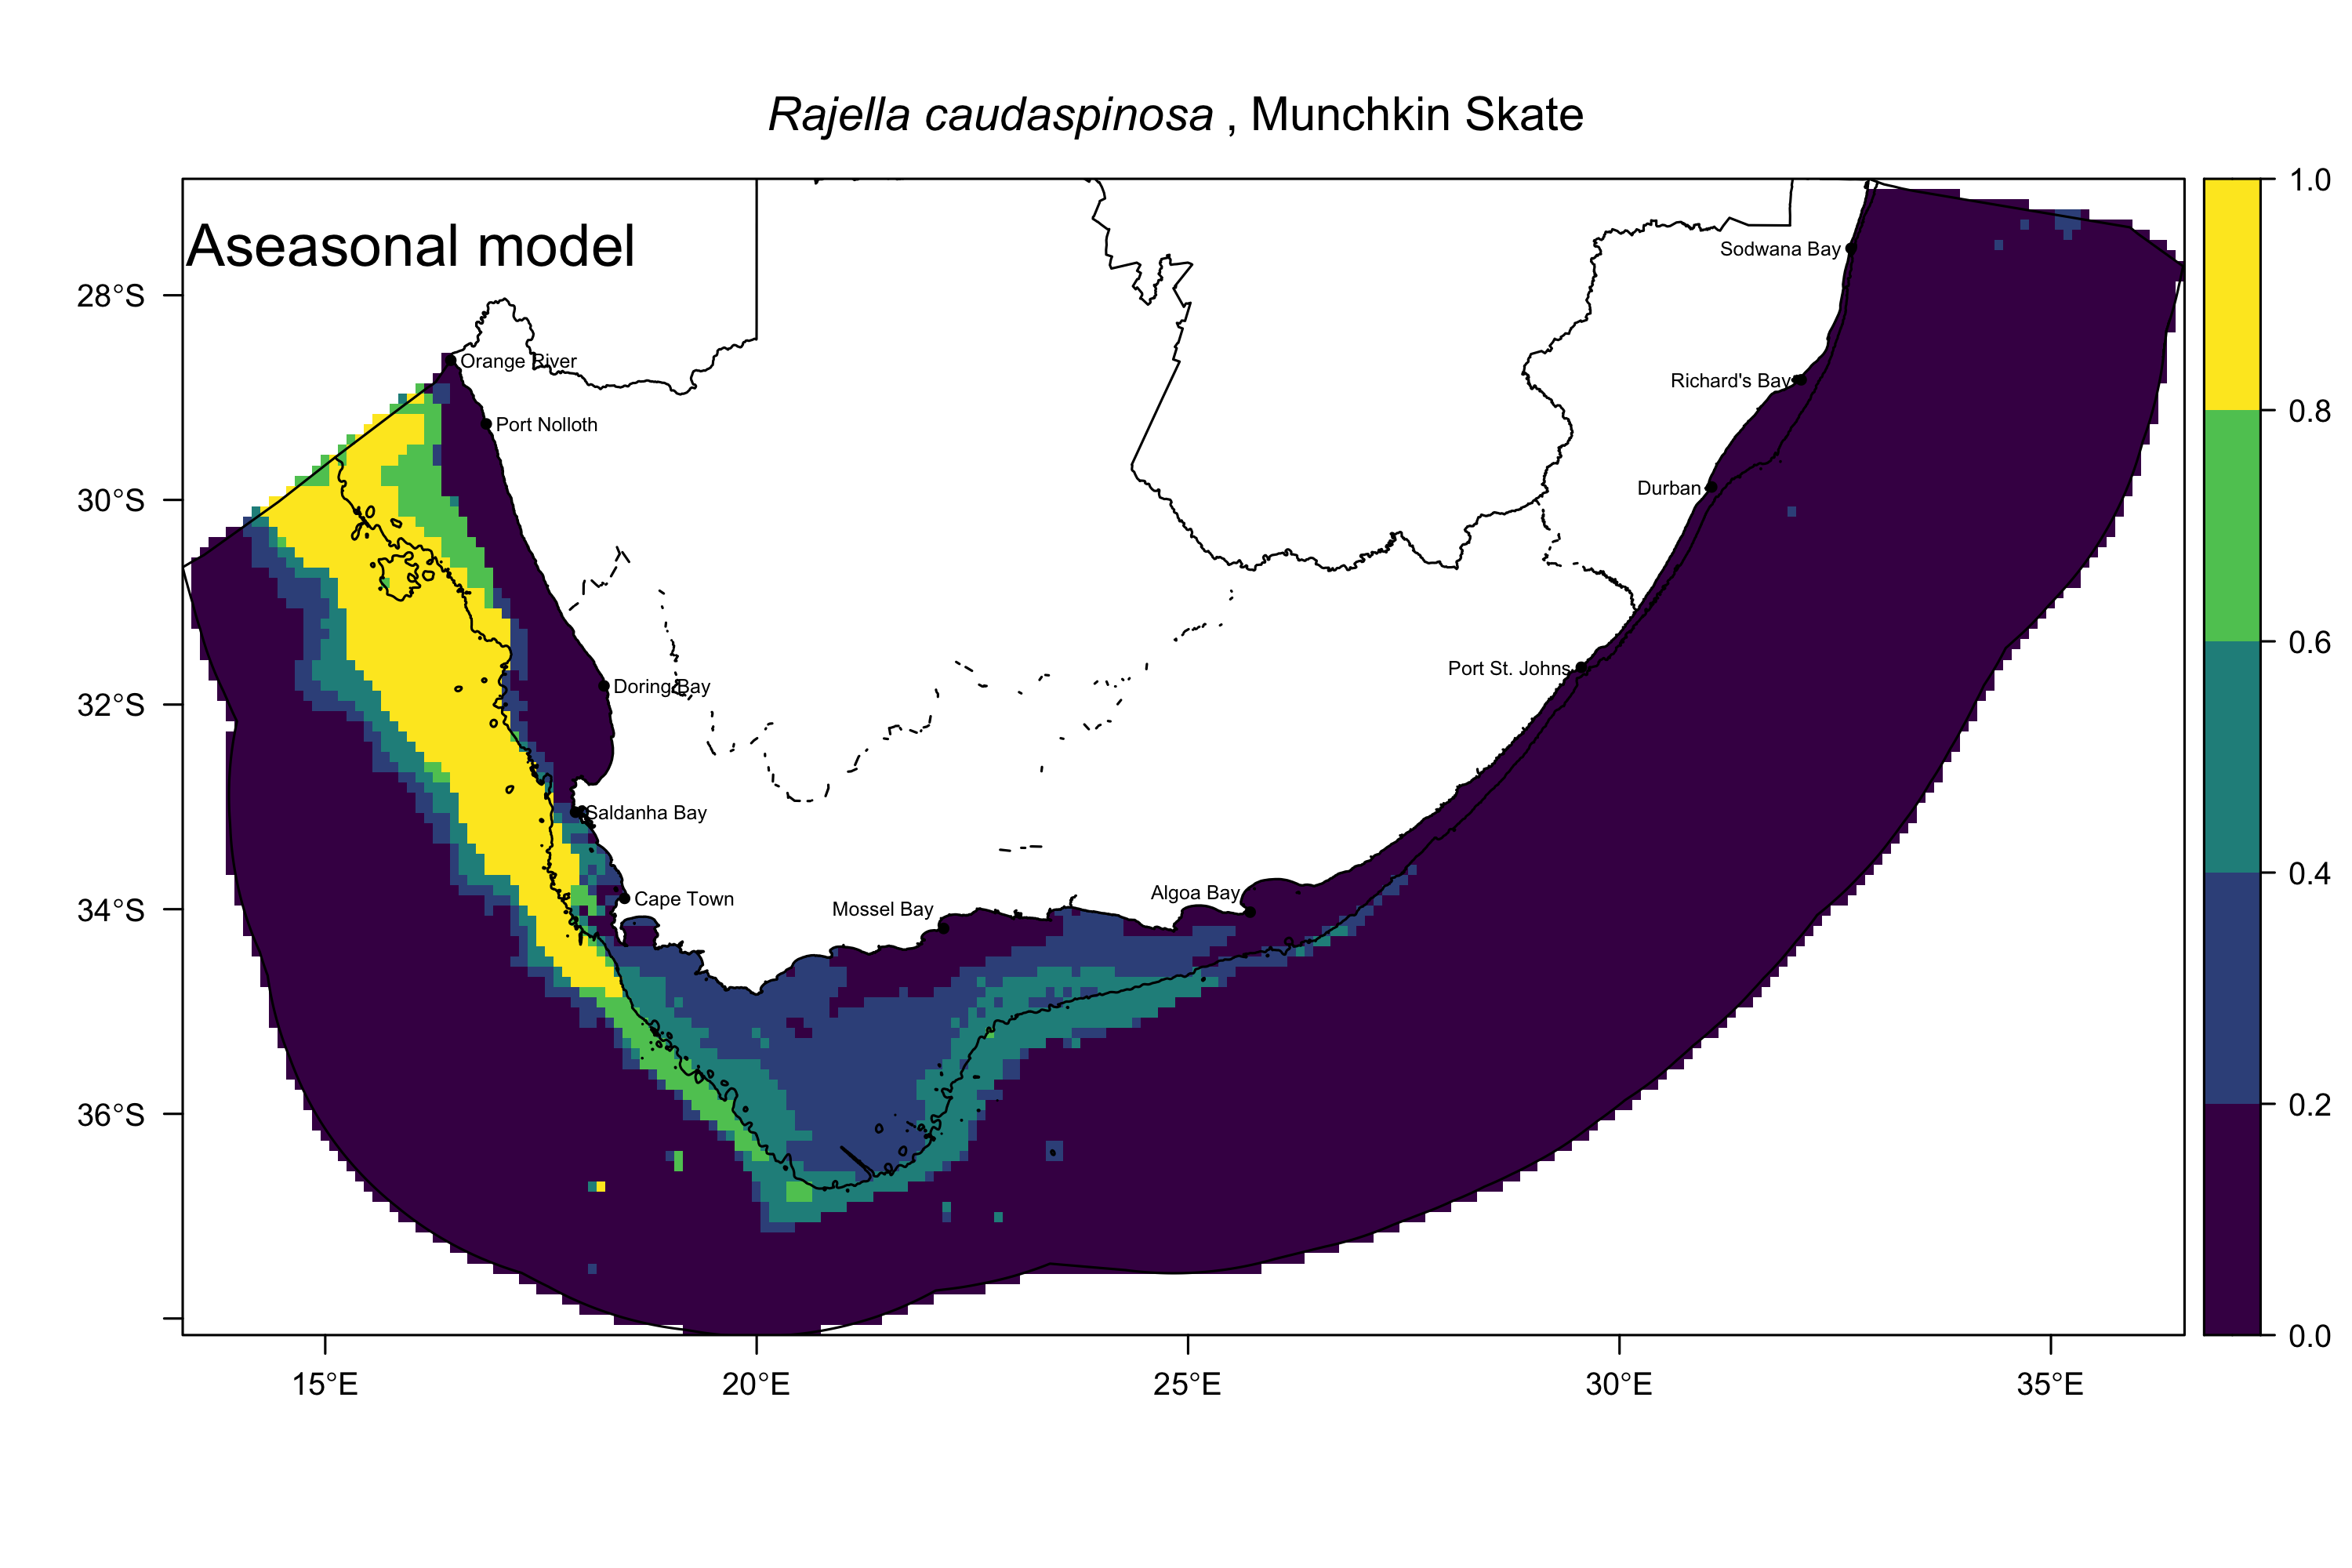 Rajella caudaspinosa , Munchkin Skate
Aseasonal model
1.0
0.8
0.6
0.4
0.2
0.0
28°S
30°S
32°S
34°S
36°S
15°E
20°E
25°E
30°E
35°E
Sodwana Bay
Orange River
Richard's Bay
Port Nolloth
Durban
Port St. Johns
Doring Bay
Saldanha Bay
Algoa Bay
Cape Town
Mossel Bay